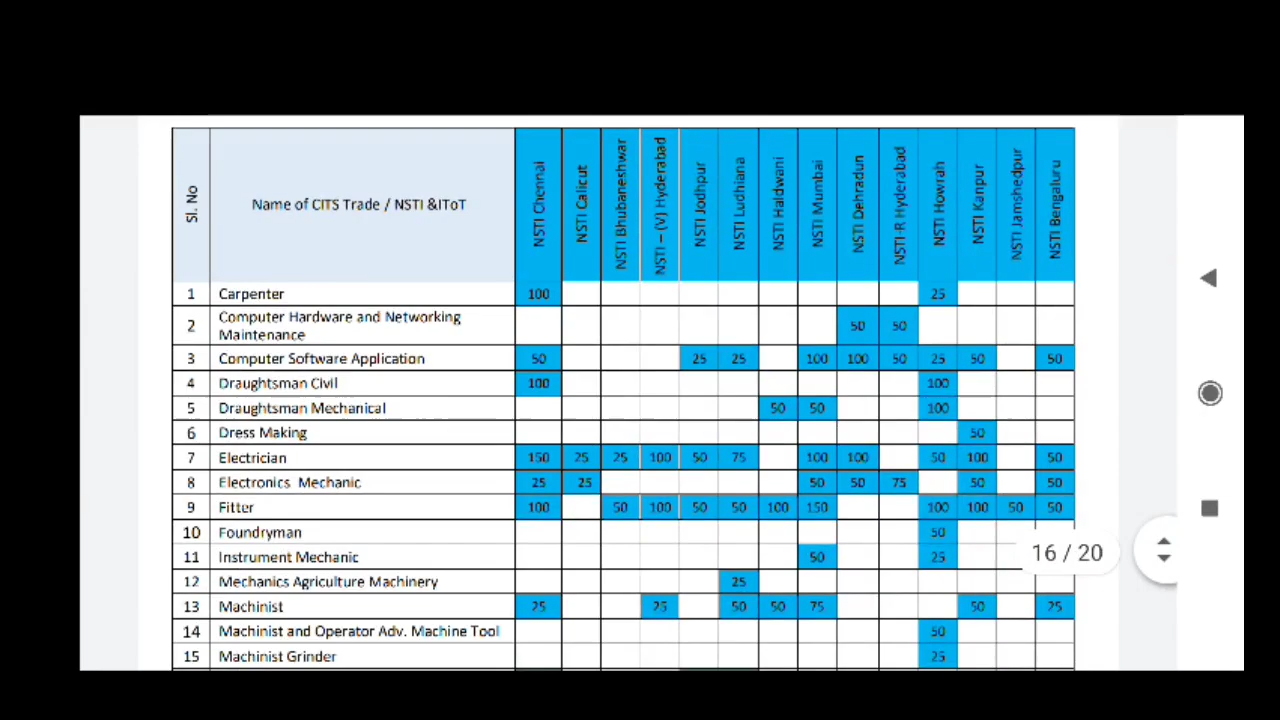 Sl. No
Name of CITS Trade / NSTI &IToT
NSTI Chennai
NSTI Calicut
NSTI Bhubaneshwar
NSTI – (V) Hyderabad
NSTI Jodhpur
NSTI Ludhiana
NSTI Haldwani
NSTI Mumbai
NSTI Dehradun
NSTI -R Hyderabad
NSTI Howrah
NSTI Kanpur
NSTI Jamshedpur
NSTI Bengaluru
1 Carpenter 100 25
2 Computer Hardware and Networking
Maintenance 50 50
3 Computer Software Application 50 25 25 100 100 50 25 50 50
4 Draughtsman Civil 100 100
5 Draughtsman Mechanical 50 50 100
6 Dress Making 50
7 Electrician 150 25 25 100 50 75 100 100 50 100 50
8 Electronics Mechanic 25 25 50 50 75 50 50
9 Fitter 100 50 100 50 50 100 150 100 100 50 50
10 Foundryman 50
11 Instrument Mechanic 50 25
16 / 20
12 Mechanics Agriculture Machinery 25
13 Machinist 25 25 50 50 75 50 25
14 Machinist and Operator Adv. Machine Tool 50
15 Machinist Grinder 25